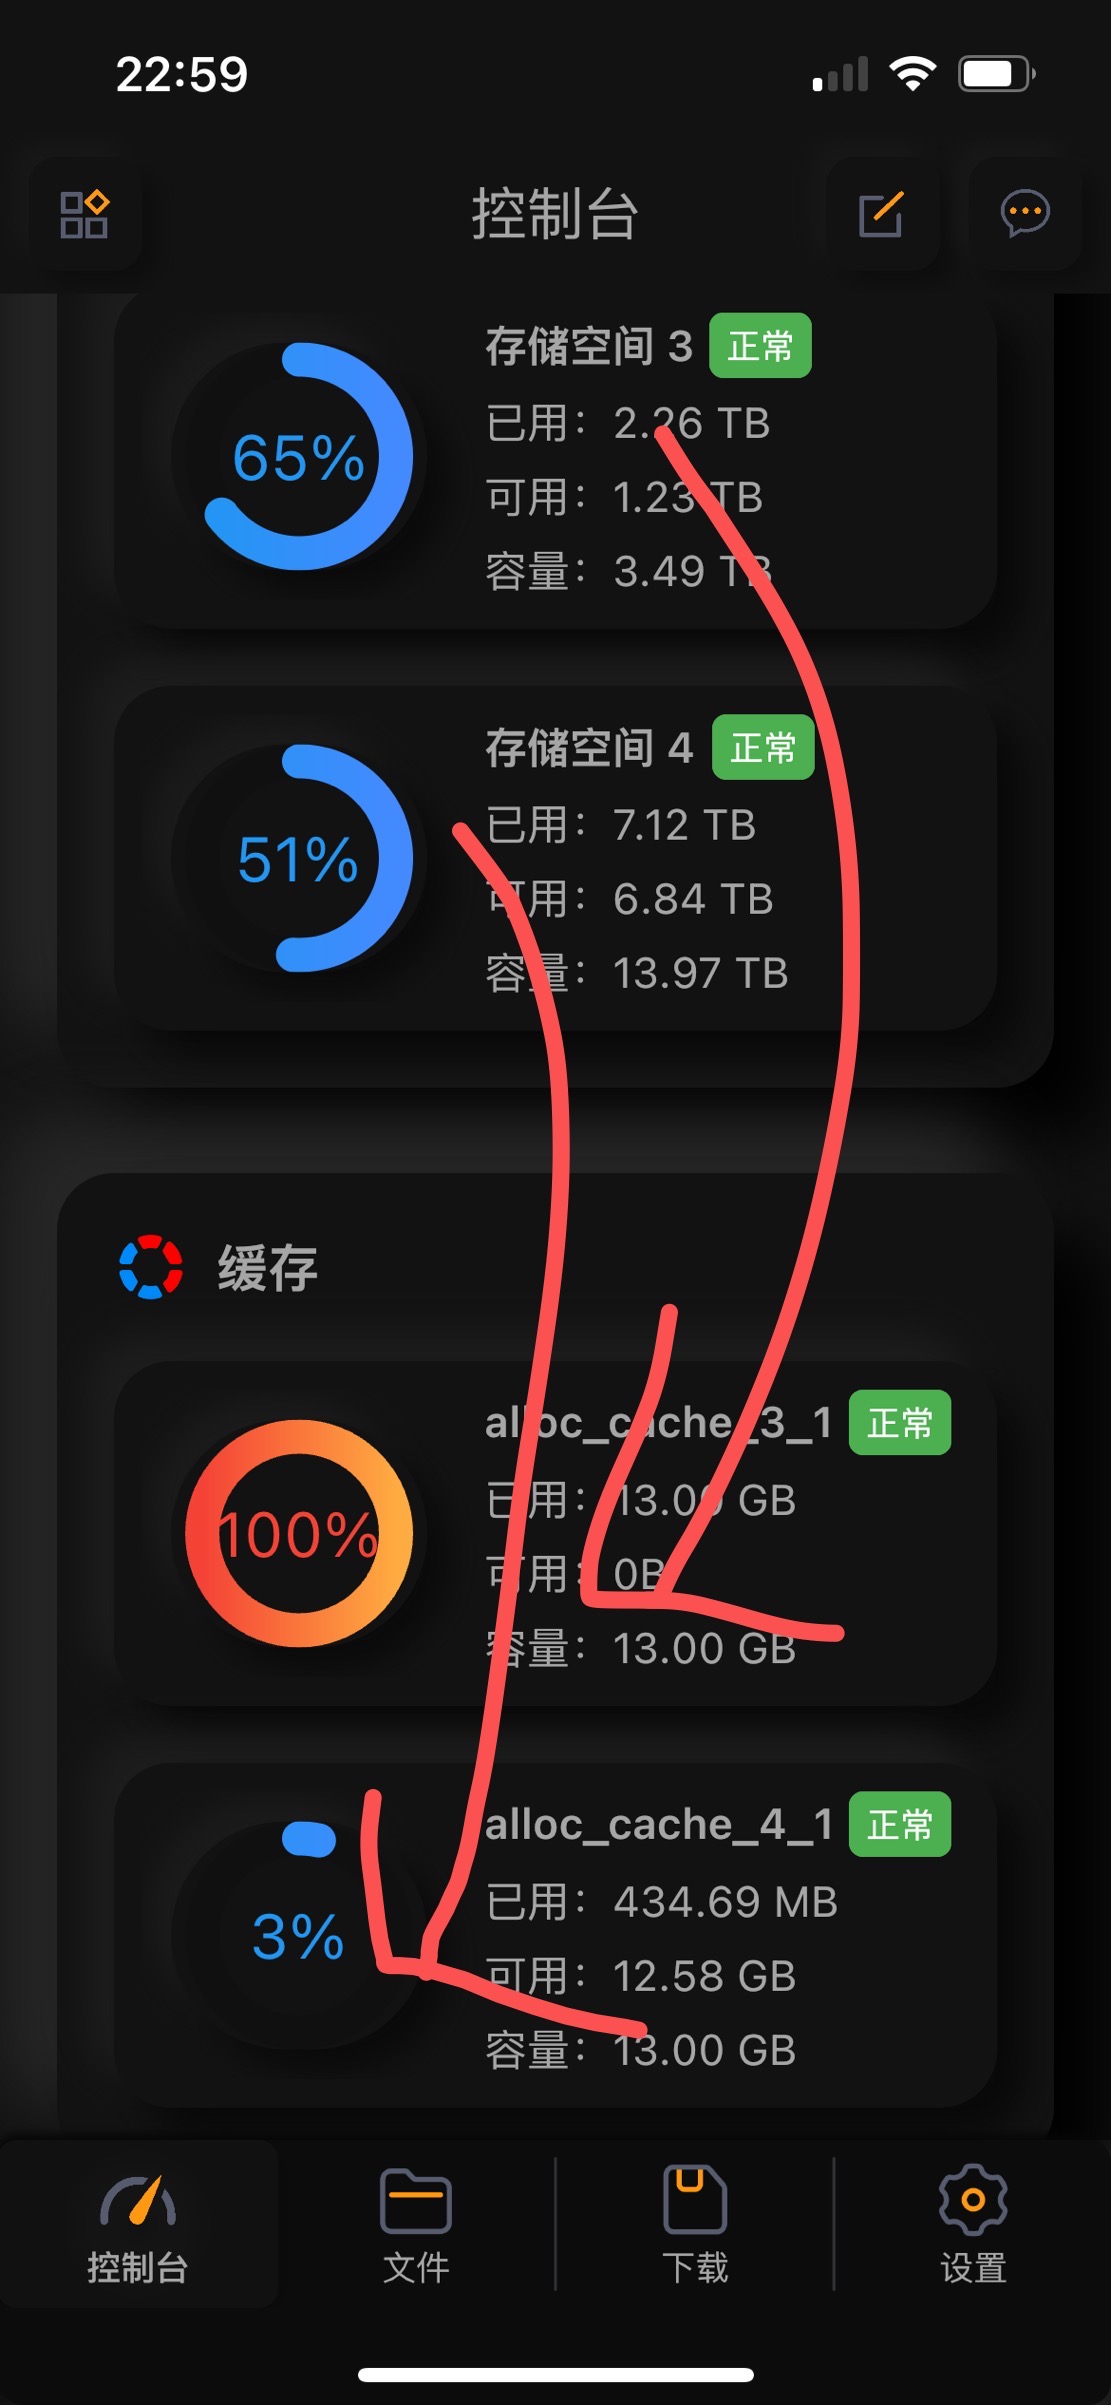 22:59
控制台
65%
存储空间 3 正常
已用: 2.26 TB
可用: 1.23 TB
容量: 3.49 TB
51%
存储空间 4 正常
已用: 7.12 TB
可用: 6.84 TB
容量: 13.97 TB
缓存
100%
alloc_cache_3_1 正常
已用: 13.00 GB
可用: 0B
容量: 13.00 GB
3%
alloc_cache_4_1 正常
已用: 434.69 MB
可用: 12.58 GB
容量: 13.00 GB
控制台 文件 下载 设置